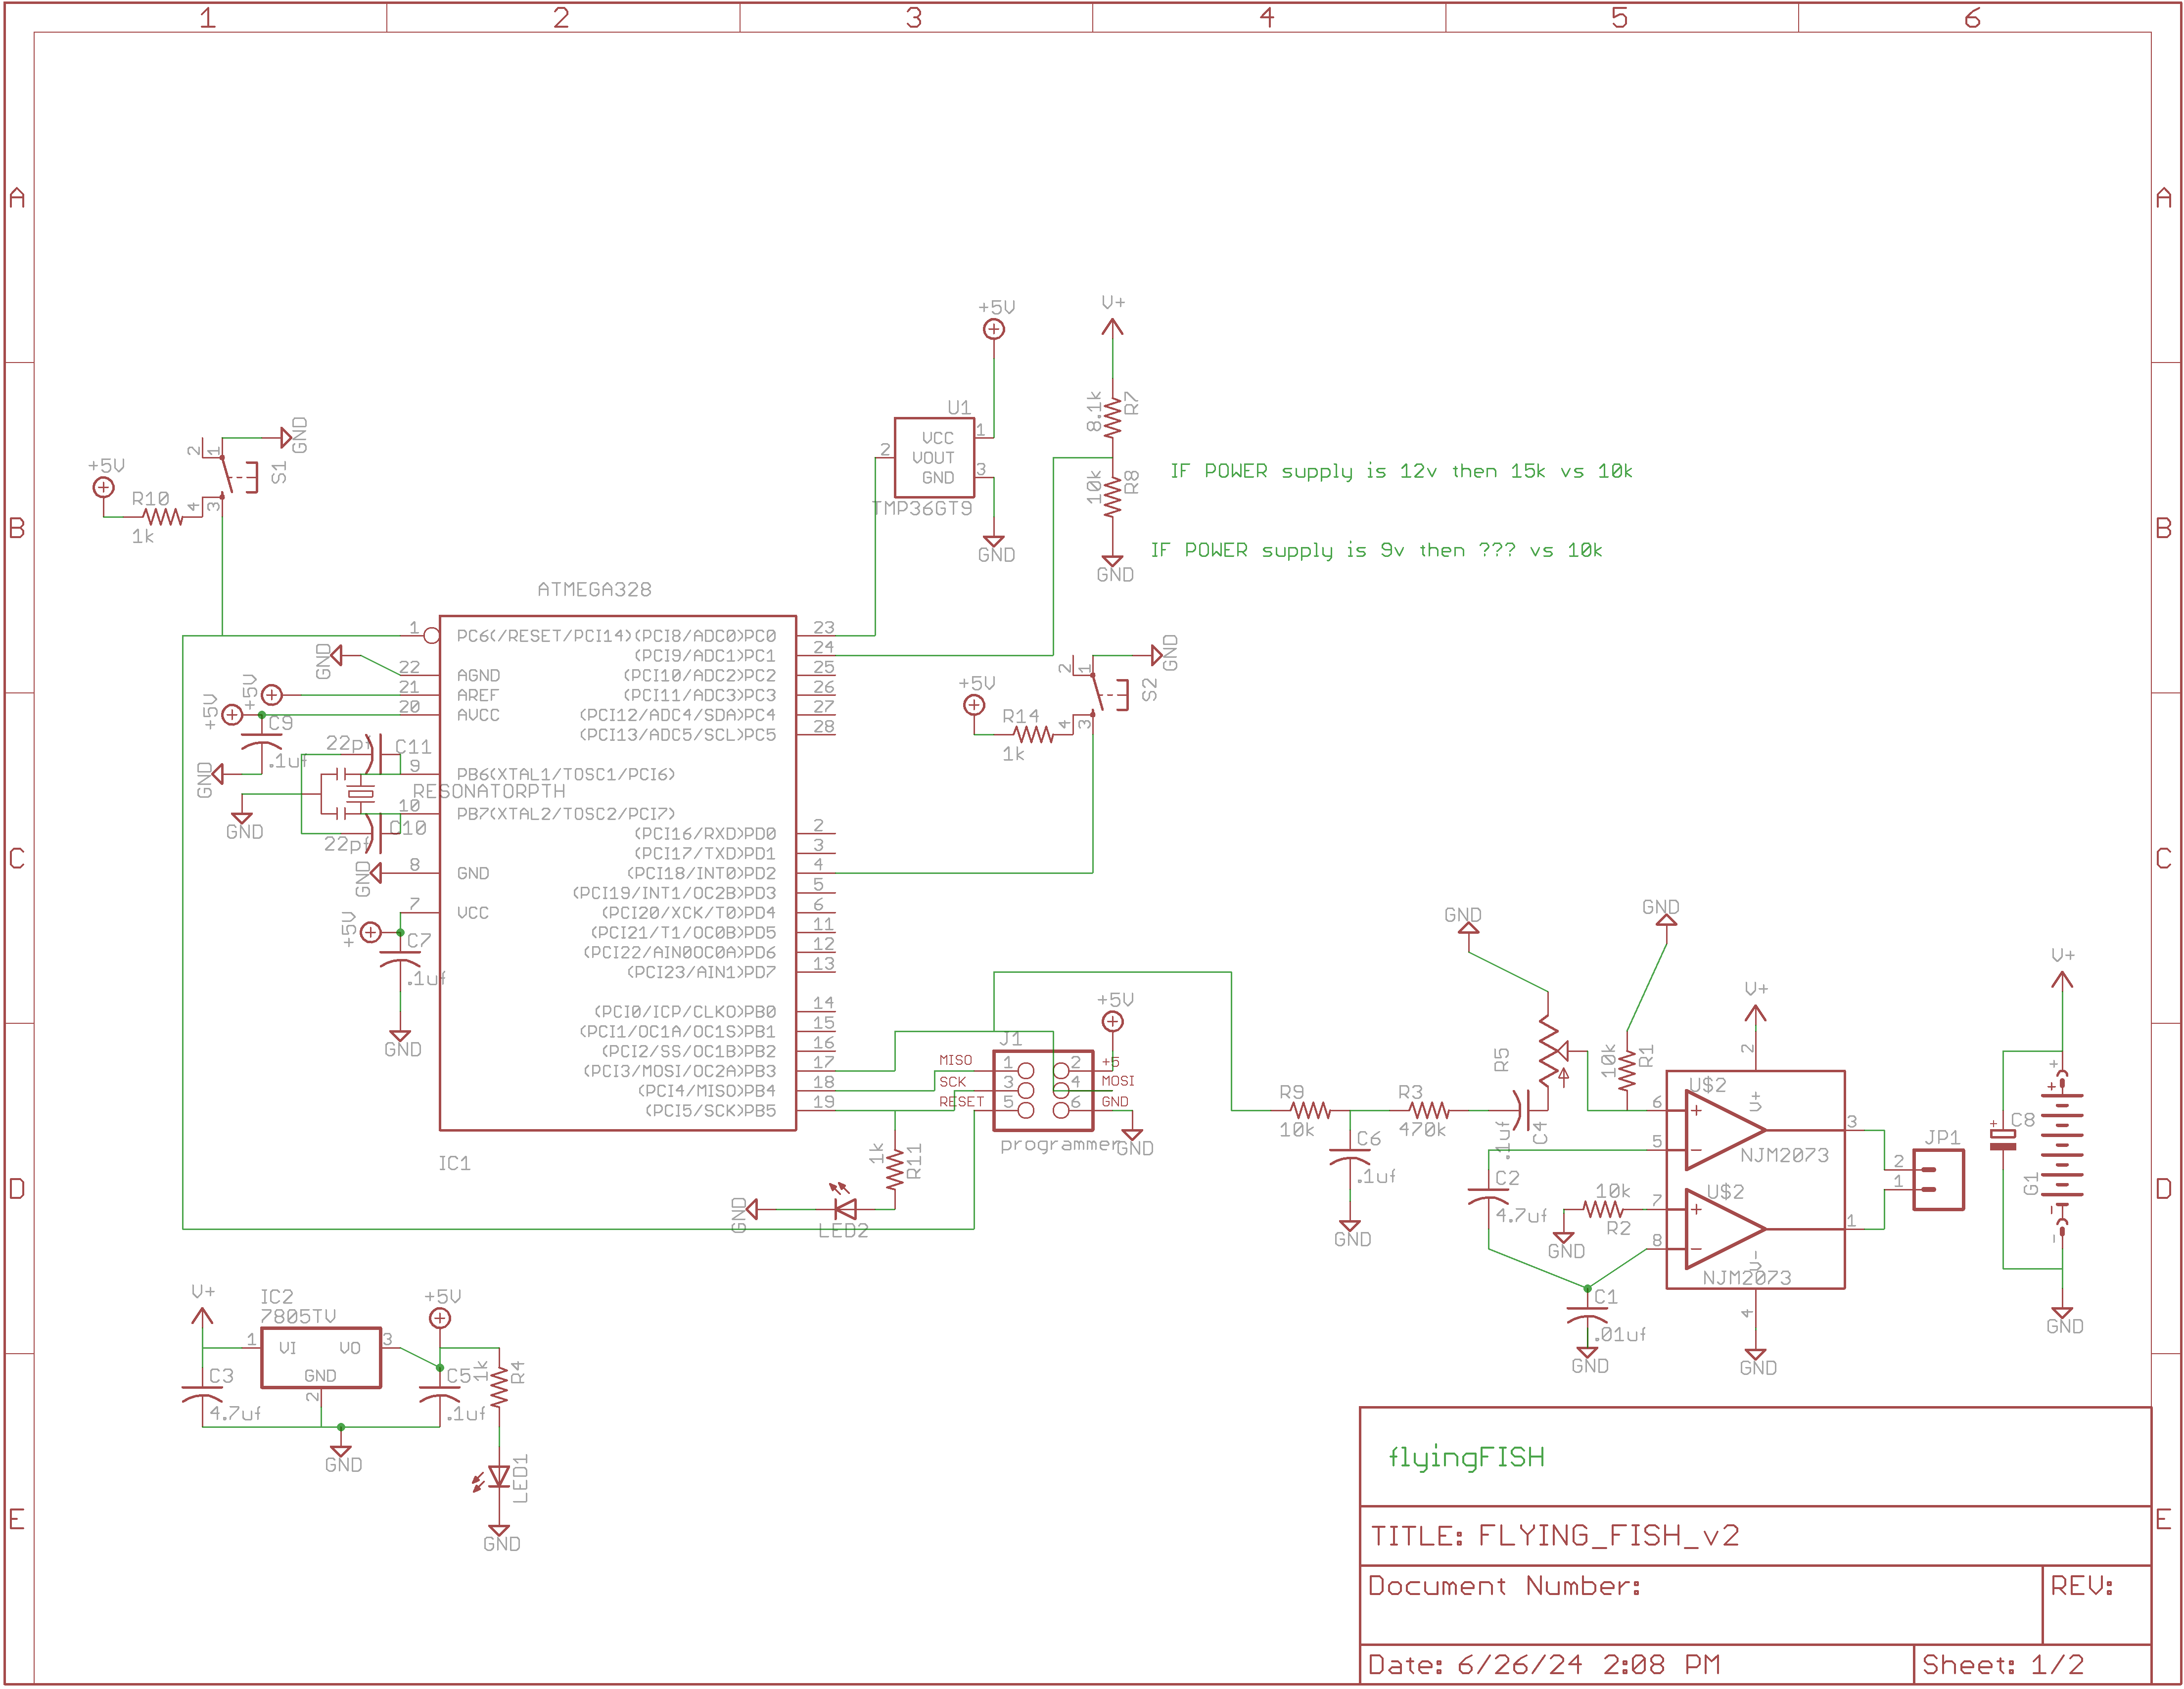 1 2 3 4 5 6
A A
B B
C C
D D
E E
+5V
R10
1k
2
1
4
3
S1
GND
ATMEGA328
IC1
1 PC6(/RESET/PCI14)
22 AGND
21 AREF
20 AVCC
9 PB6(XTAL1/TOSC1/PCI6)
10 PB7(XTAL2/TOSC2/PCI7)
8 GND
7 VCC
(PCI8/ADC0)PC0 23
(PCI9/ADC1)PC1 24
(PCI10/ADC2)PC2 25
(PCI11/ADC3)PC3 26
(PCI12/ADC4/SDA)PC4 27
(PCI13/ADC5/SCL)PC5 28
(PCI16/RXD)PD0 2
(PCI17/TXD)PD1 3
(PCI18/INT0)PD2 4
(PCI19/INT1/OC2B)PD3 5
(PCI20/XCK/T0)PD4 6
(PCI21/T1/OC0B)PD5 11
(PCI22/AIN0OC0A)PD6 12
(PCI23/AIN1)PD7 13
(PCI0/ICP/CLKO)PB0 14
(PCI1/OC1A/OC1S)PB1 15
(PCI2/SS/OC1B)PB2 16
(PCI3/MOSI/OC2A)PB3 17
(PCI4/MISO)PB4 18
(PCI5/SCK)PB5 19
GND
+5V
+5V
C9
.1uf
GND
22pf
C11
RESONATORPTH
GND
22pf
C10
GND
+5V
C7
.1uf
GND
+5V
U1
VCC 1
2 VOUT
GND 3
TMP36GT9
GND
V+
8.1k
R7
10k
R8
GND
IF POWER supply is 12v then 15k vs 10k
IF POWER supply is 9v then ??? vs 10k
+5V
R14
1k
2
1
4
3
S2
GND
+5V
J1
MISO 1 2 +5
SCK 3 4 MOSI
RESET 5 6 GND
programmer
GND
1k
R11
LED2
GND
R9
10k
C6
.1uf
GND
R3
470k
C4
.1uf
R5
GND
GND
10k
R1
V+
2
U$2
V+
6
5
3
NJM2073
C2
4.7uf
10k
R2
GND
U$2
7
8
1
V-
NJM2073
4
GND
C1
.01uf
GND
JP1
2
1
V+
C8
+
+
+
G1
-
-
GND
V+
IC2
7805TV
1 VI VO 3
GND
2
C3
4.7uf
GND
+5V
C5
.1uf
1k
R4
LED1
GND
flyingFISH
TITLE: FLYING_FISH_v2
Document Number:
REV:
Date: 6/26/24 2:08 PM
Sheet: 1/2